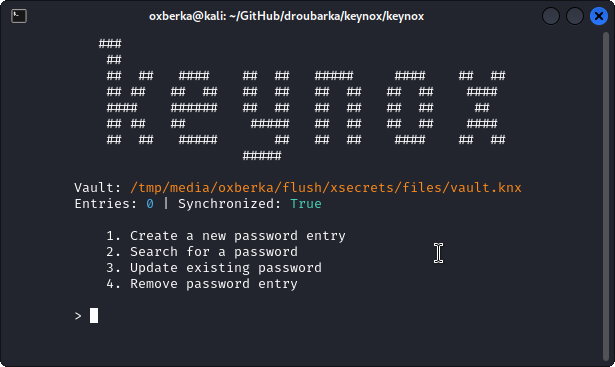 oxberka@kali: ~/GitHub/droubarka/keynox/keynox
keynox
Vault: /tmp/media/oxberka/flush/xsecrets/files/vault.knx
Entries: 0 | Synchronized: True
1. Create a new password entry
2. Search for a password
3. Update existing password
4. Remove password entry
>